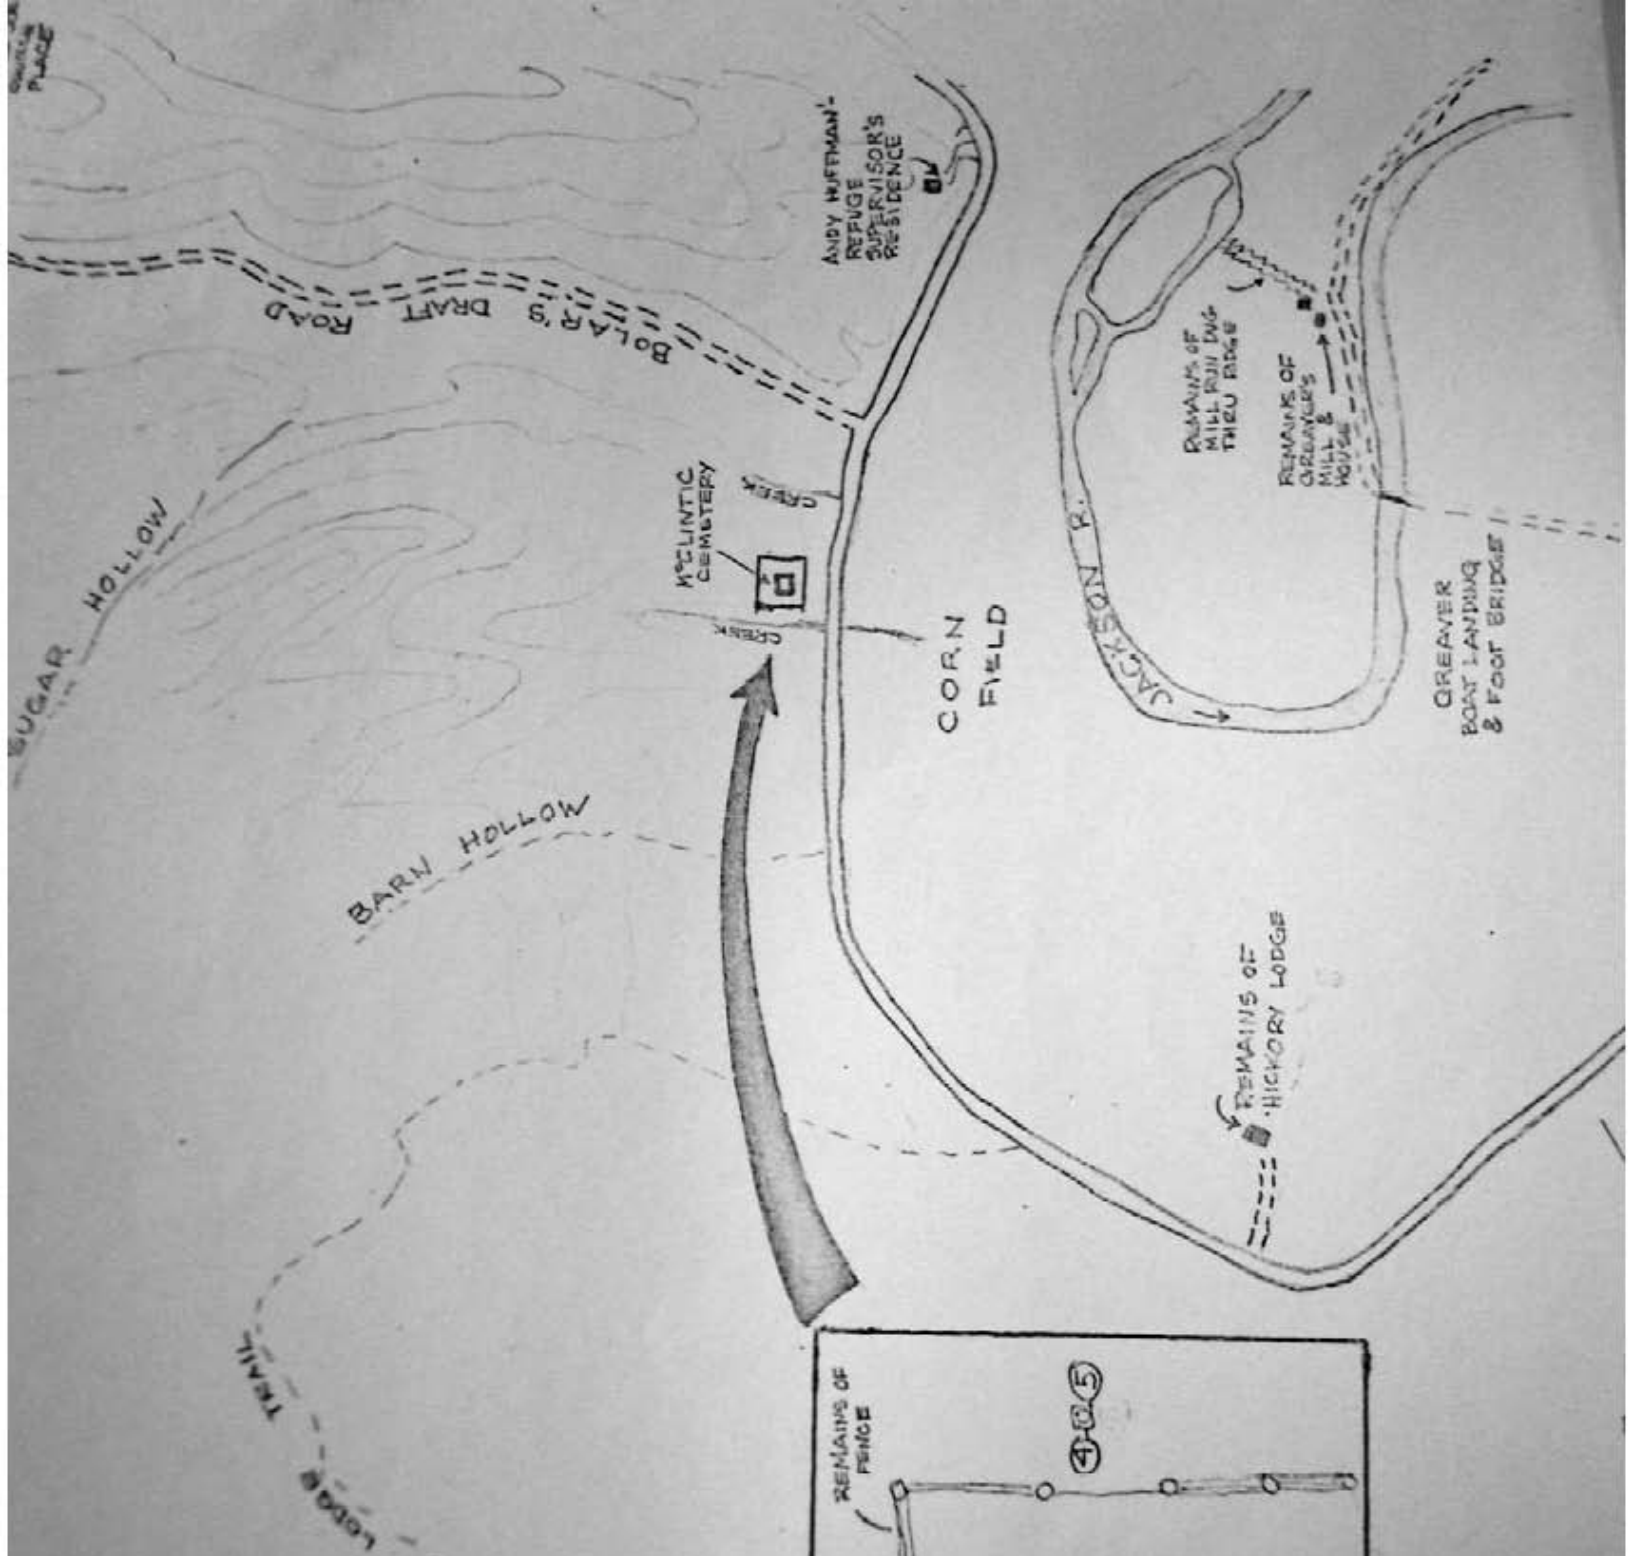 PLACE
ANDY HUFFMAN'-
REFUGE
SUPERVISOR'S
RESIDENCE
BOLAR'S DRAFT ROAD
SUGAR HOLLOW
McCLINTIC
CEMETERY
CREEK
CREEK
CORN
FIELD
JACKSON R.
REMAINS OF
MILL RUN DUG
THRU RIDGE
REMAINS OF
GREAVER'S
MILL &
HOUSE
GREAVER
BOAT LANDING
& FOOT BRIDGE
BARN HOLLOW
REMAINS OF
'HICKORY LODGE
LODGE TRAIL
REMAINS OF
FENCE
4 5